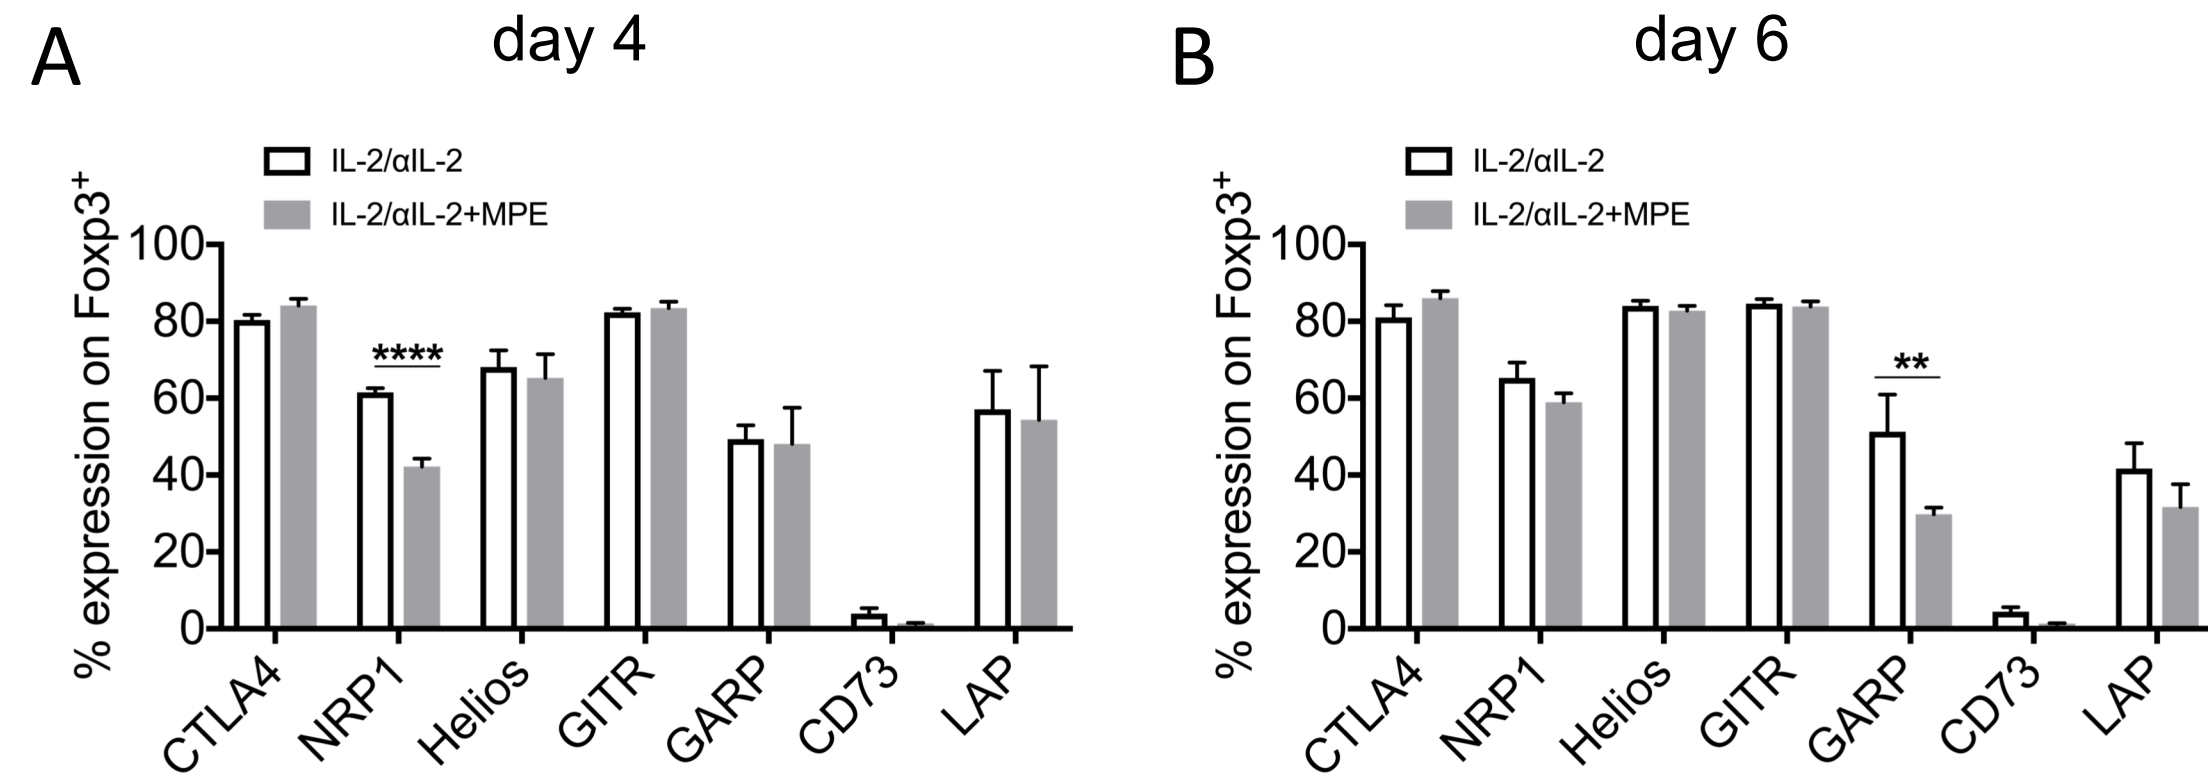 A
day 4
IL-2/αIL-2
IL-2/αIL-2+MPE
% expression on Foxp3⁺
100
80
60
40
20
0
****
CTLA4
NRP1
Helios
GITR
GARP
CD73
LAP
B
day 6
IL-2/αIL-2
IL-2/αIL-2+MPE
% expression on Foxp3⁺
100
80
60
40
20
0
**
CTLA4
NRP1
Helios
GITR
GARP
CD73
LAP